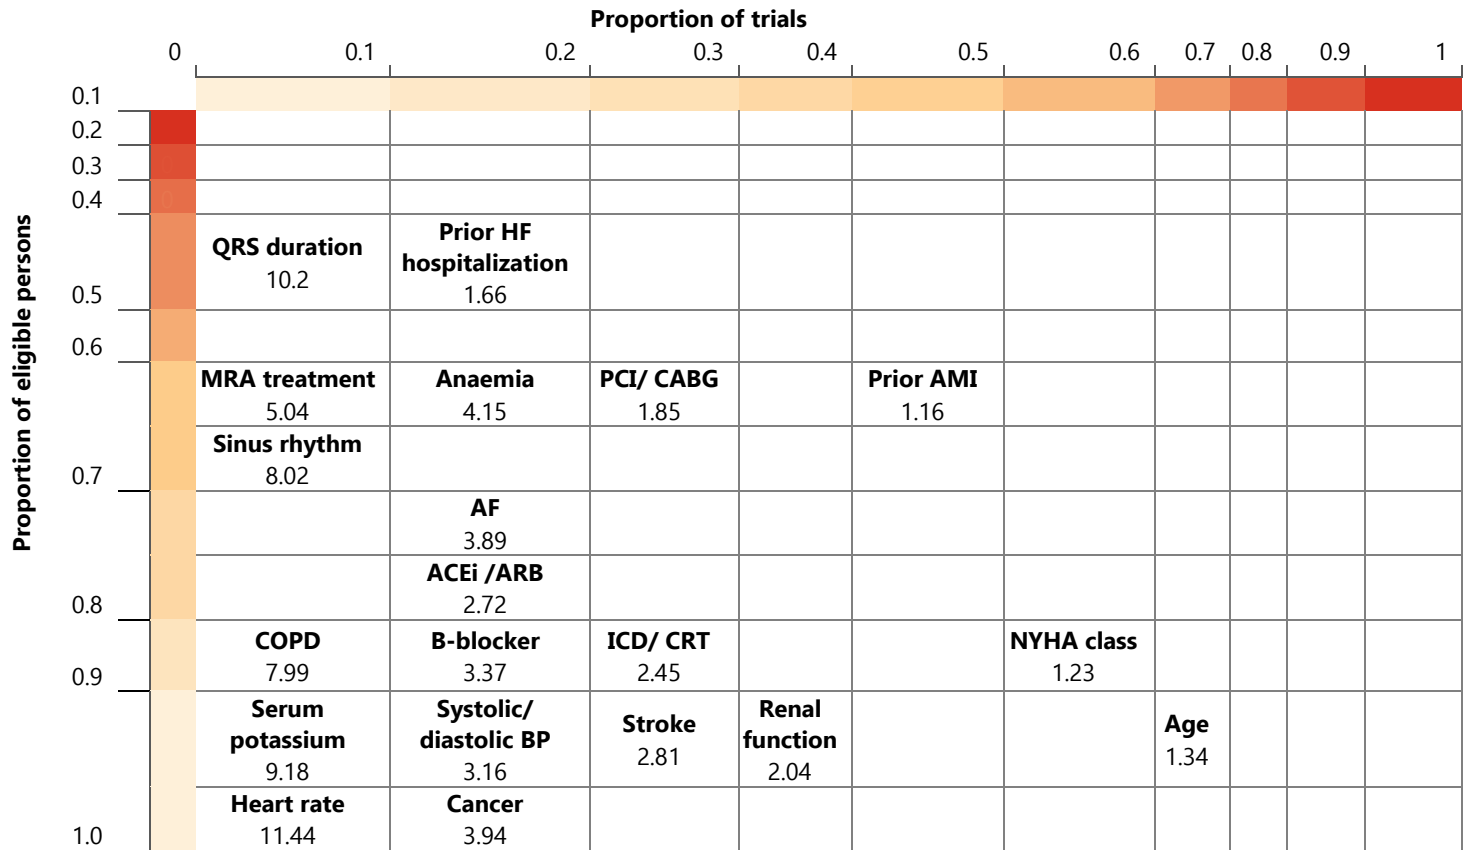 Proportion of trials
0 0.1 0.2 0.3 0.4 0.5 0.6 0.7 0.8 0.9 1
Proportion of eligible persons
0.1
0.2
0.3
0.4
0
QRS duration
10.2
Prior HF
hospitalization
1.66
0.5
0.6
MRA treatment
5.04
Anaemia
4.15
PCI/ CABG
1.85
Prior AMI
1.16
Sinus rhythm
8.02
0.7
AF
3.89
ACEi /ARB
2.72
0.8
COPD
7.99
B-blocker
3.37
ICD/ CRT
2.45
NYHA class
1.23
0.9
Serum
potassium
9.18
Systolic/
diastolic BP
3.16
Stroke
2.81
Renal
function
2.04
Age
1.34
Heart rate
11.44
Cancer
3.94
1.0